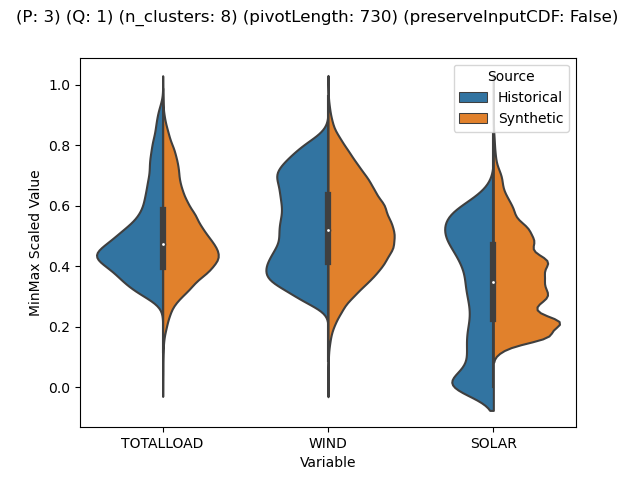 (P: 3) (Q: 1) (n_clusters: 8) (pivotLength: 730) (preserveInputCDF: False)
Source
Historical
Synthetic
MinMax Scaled Value
1.0
0.8
0.6
0.4
0.2
0.0
TOTALLOAD WIND SOLAR
Variable